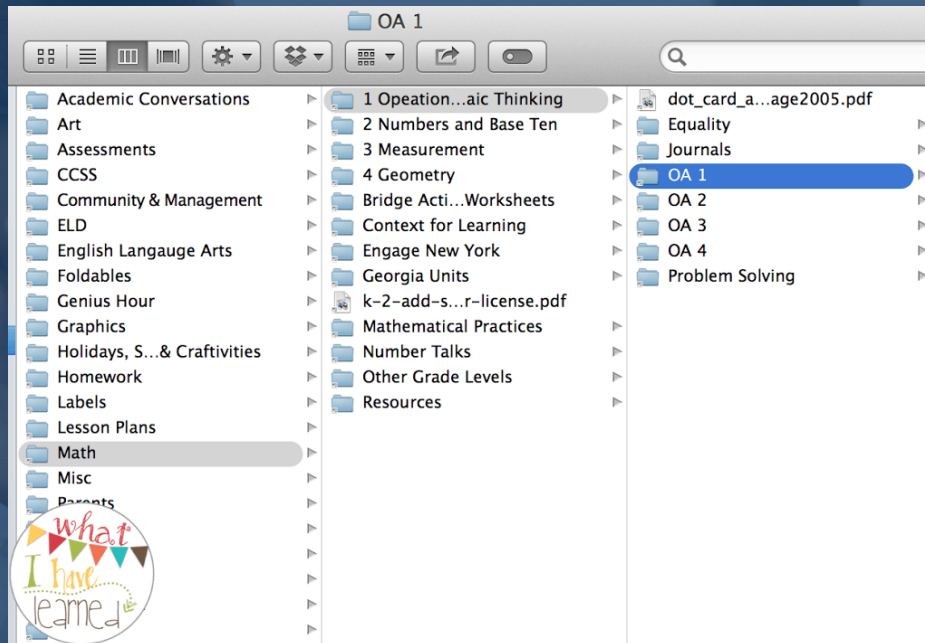 OA 1
Academic Conversations
Art
Assessments
CCSS
Community & Management
ELD
English Langauge Arts
Foldables
Genius Hour
Graphics
Holidays, S...& Craftivities
Homework
Labels
Lesson Plans
Math
Misc
Parents
1 Opeation...aic Thinking
2 Numbers and Base Ten
3 Measurement
4 Geometry
Bridge Acti...Worksheets
Context for Learning
Engage New York
Georgia Units
k-2-add-s...r-license.pdf
Mathematical Practices
Number Talks
Other Grade Levels
Resources
dot_card_a...age2005.pdf
Equality
Journals
OA 1
OA 2
OA 3
OA 4
Problem Solving
what
I have
learned